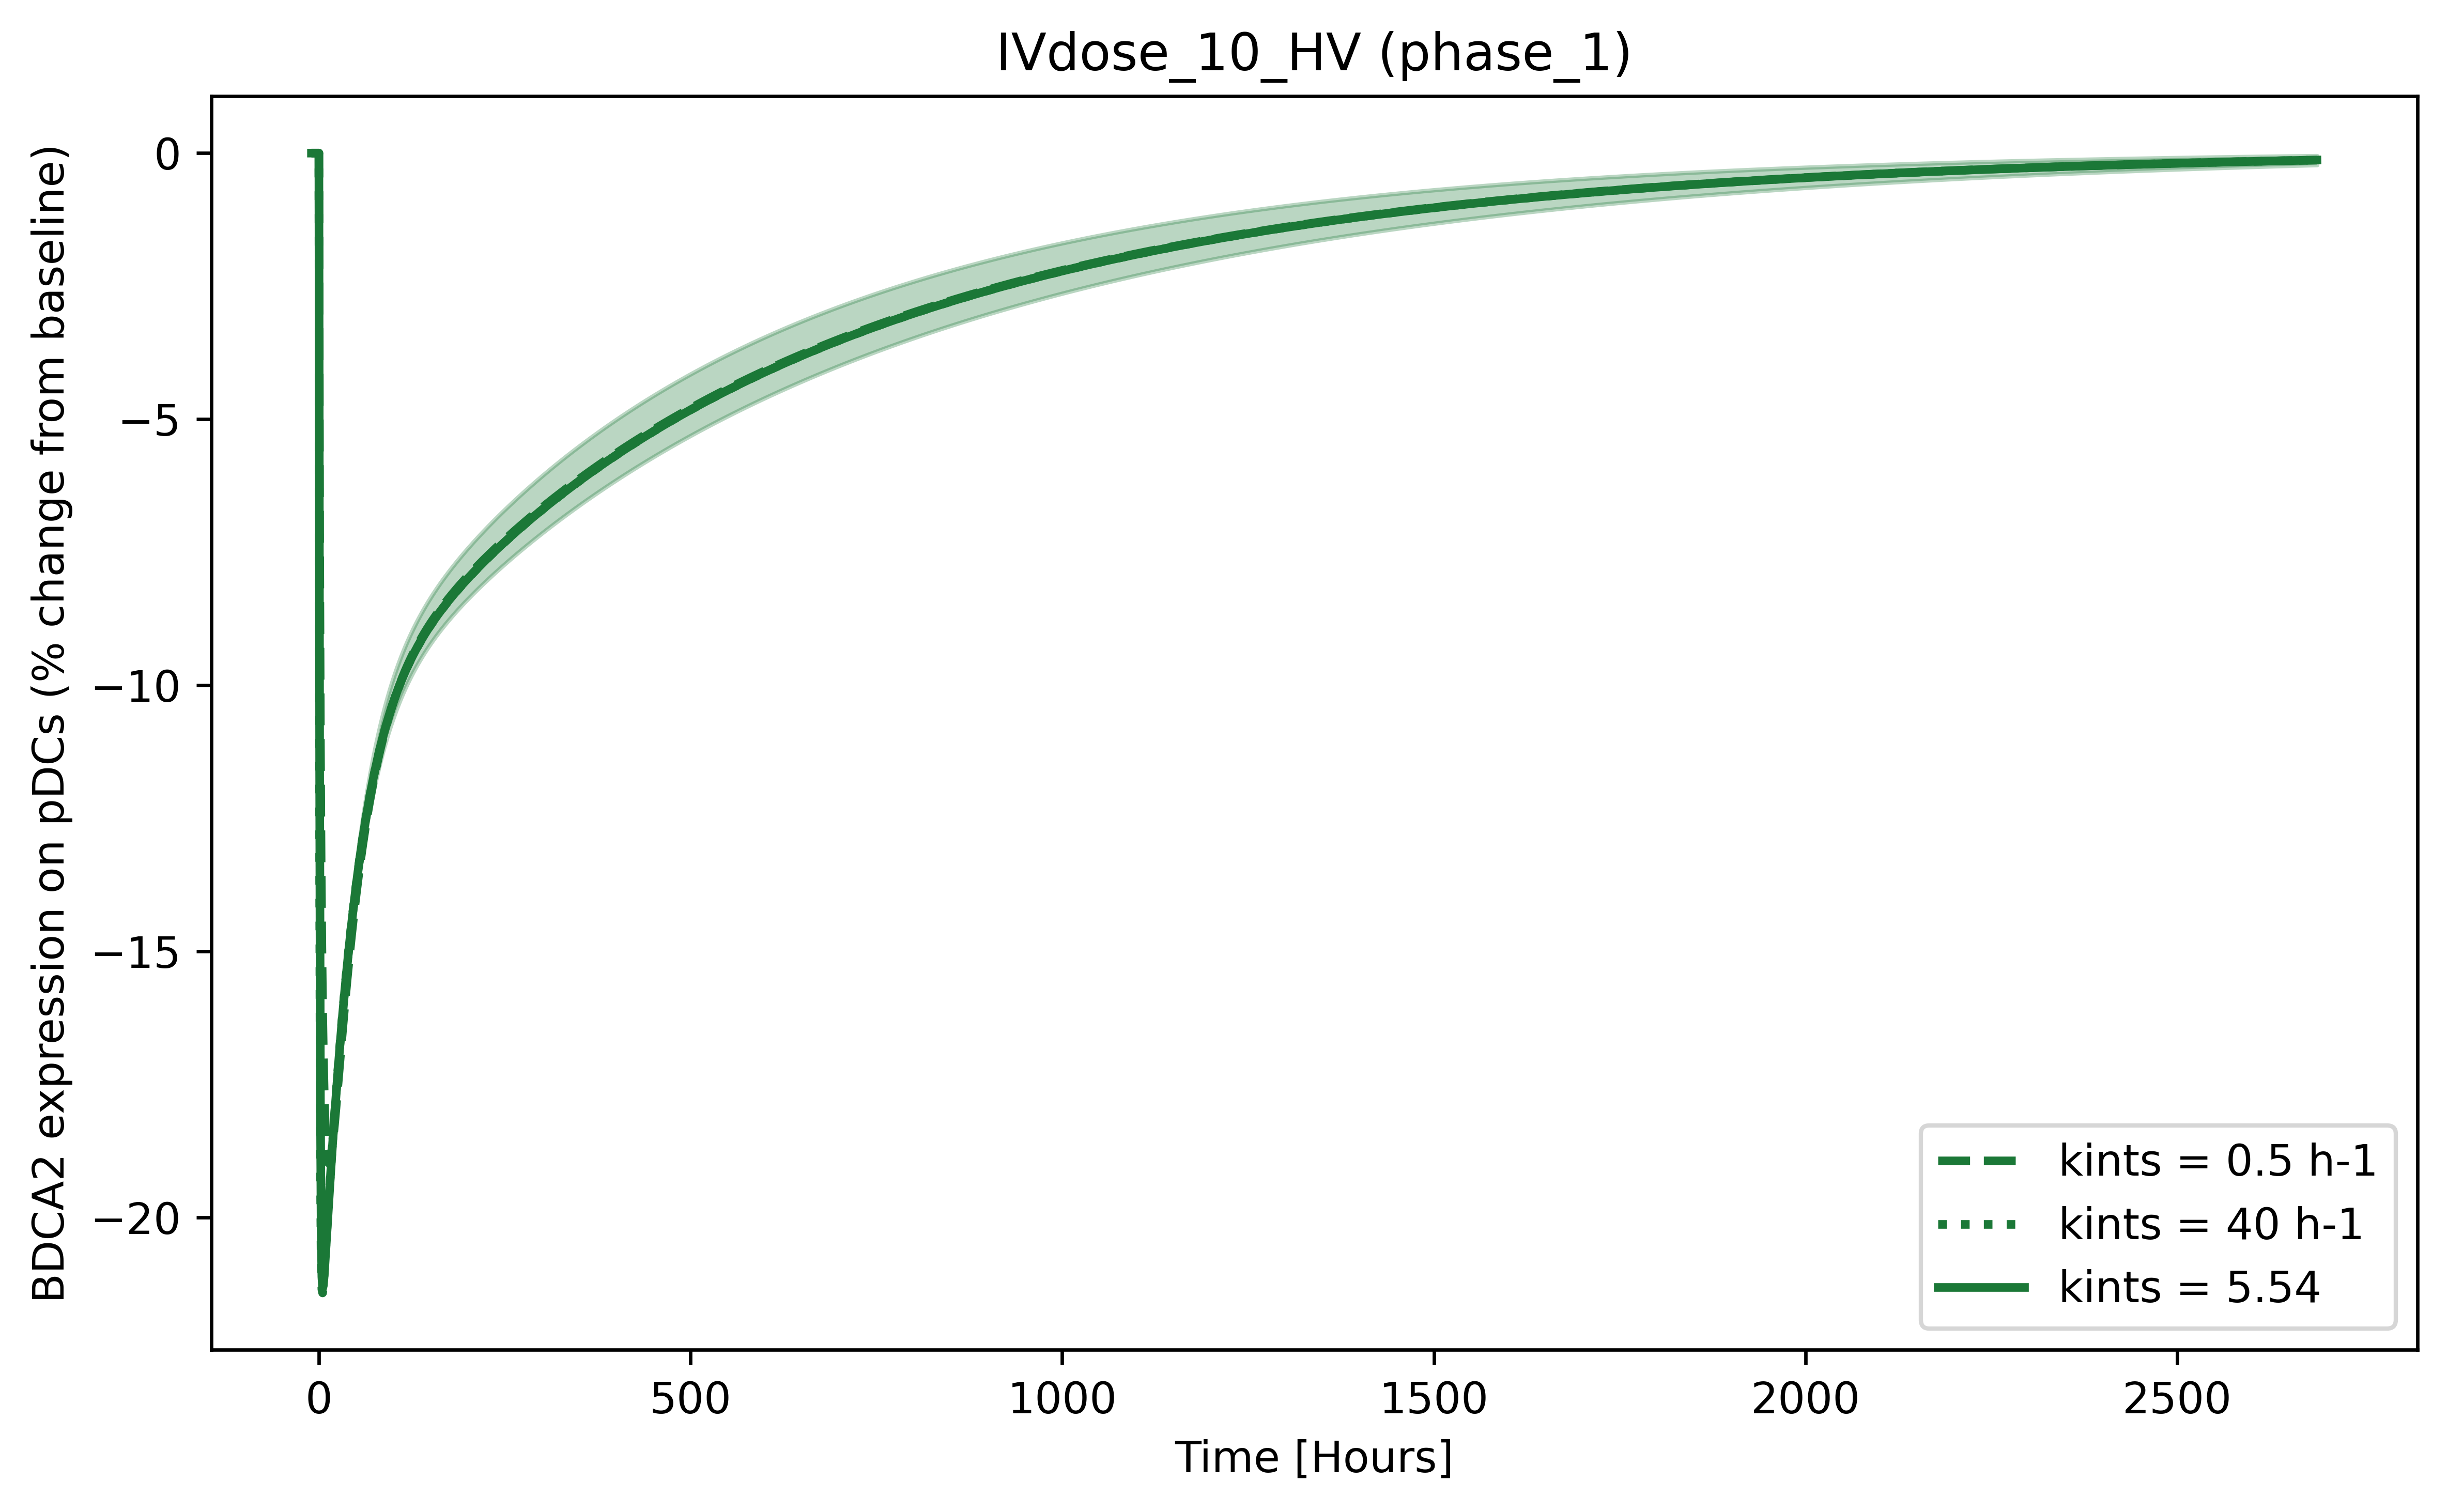 IVdose_10_HV (phase_1)
BDCA2 expression on pDCs (% change from baseline)
0
−5
−10
−15
−20
kints = 0.5 h-1
kints = 40 h-1
kints = 5.54
0 500 1000 1500 2000 2500
Time [Hours]